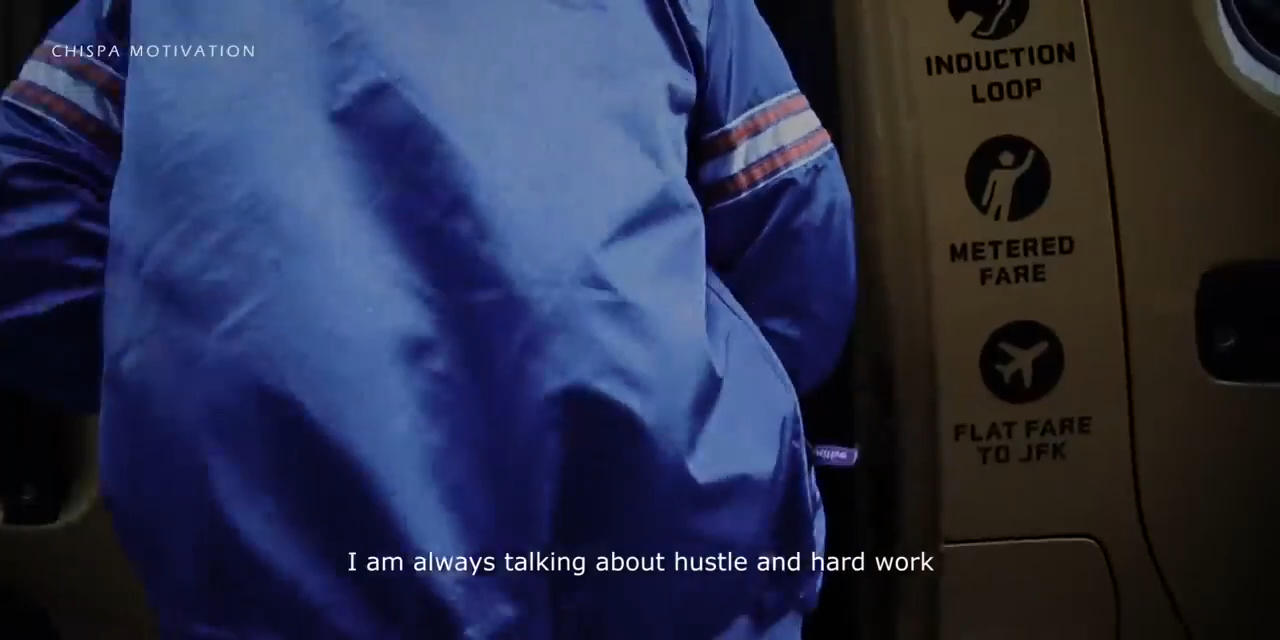 CHISPA MOTIVATION
INDUCTION
LOOP
METERED
FARE
FLAT FARE
TO JFK
I am always talking about hustle and hard work